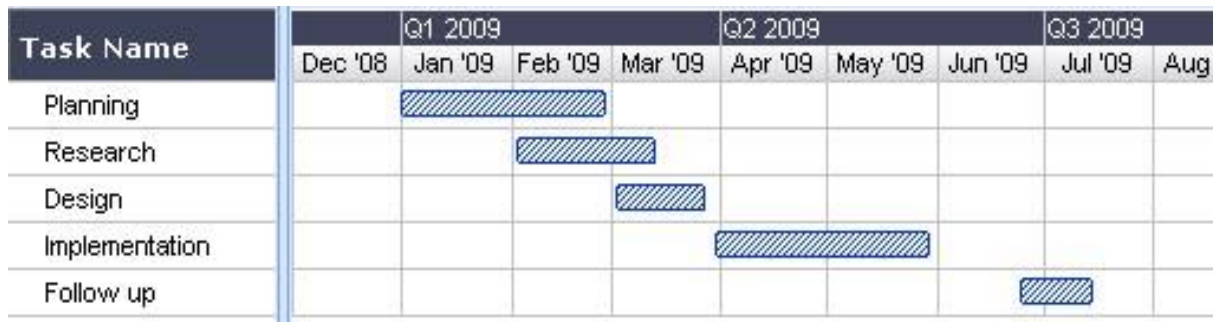 Task Name
Q1 2009 Q2 2009 Q3 2009
Dec '08 Jan '09 Feb '09 Mar '09 Apr '09 May '09 Jun '09 Jul '09 Aug
Planning
Research
Design
Implementation
Follow up